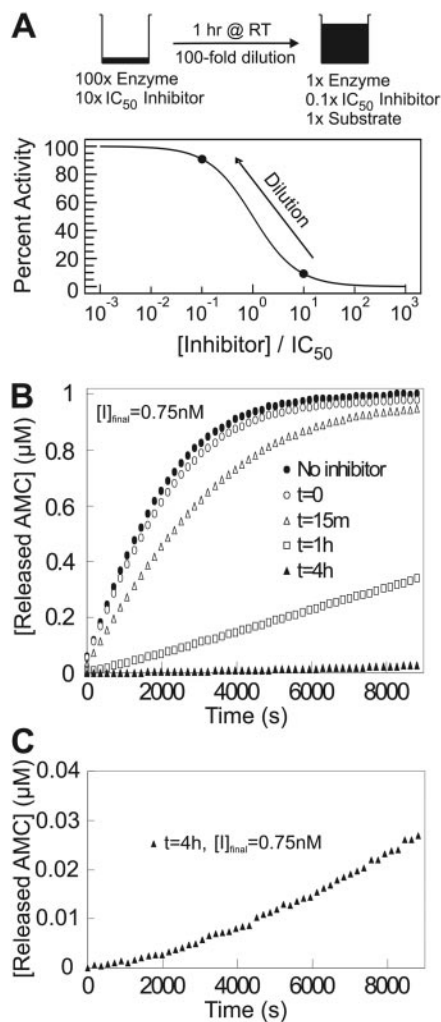 A
1 hr @ RT
100-fold dilution
100x Enzyme
10x IC50 Inhibitor
1x Enzyme
0.1x IC50 Inhibitor
1x Substrate
Percent Activity
100
80
60
40
20
0
Dilution
10-3 10-2 10-1 100 101 102 103
[Inhibitor] / IC50
B
[Released AMC] (μM)
1
0.8
0.6
0.4
0.2
0
[I]final=0.75nM
No inhibitor
t=0
t=15m
t=1h
t=4h
0 2000 4000 6000 8000
Time (s)
C
[Released AMC] (μM)
0.04
0.03
0.02
0.01
0
t=4h, [I]final=0.75nM
0 2000 4000 6000 8000
Time (s)